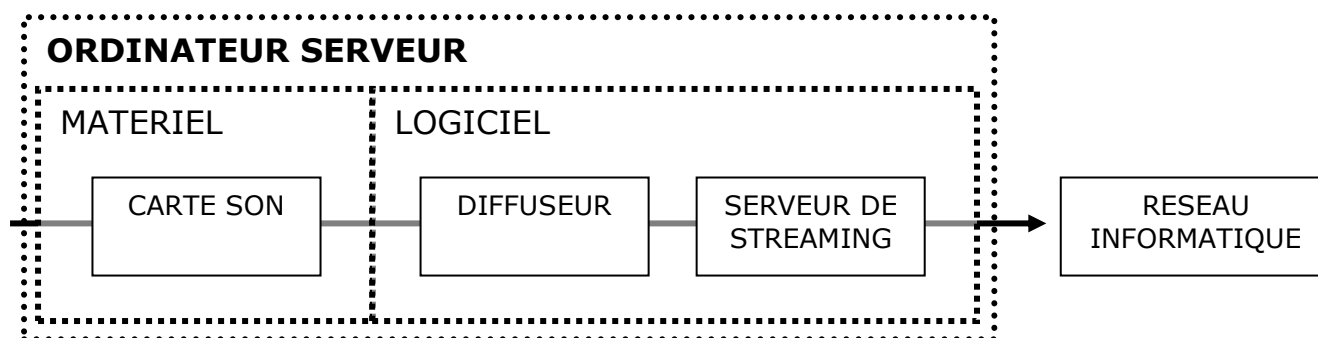 ORDINATEUR SERVEUR
MATERIEL
LOGICIEL
CARTE SON
DIFFUSEUR
SERVEUR DE
STREAMING
RESEAU
INFORMATIQUE